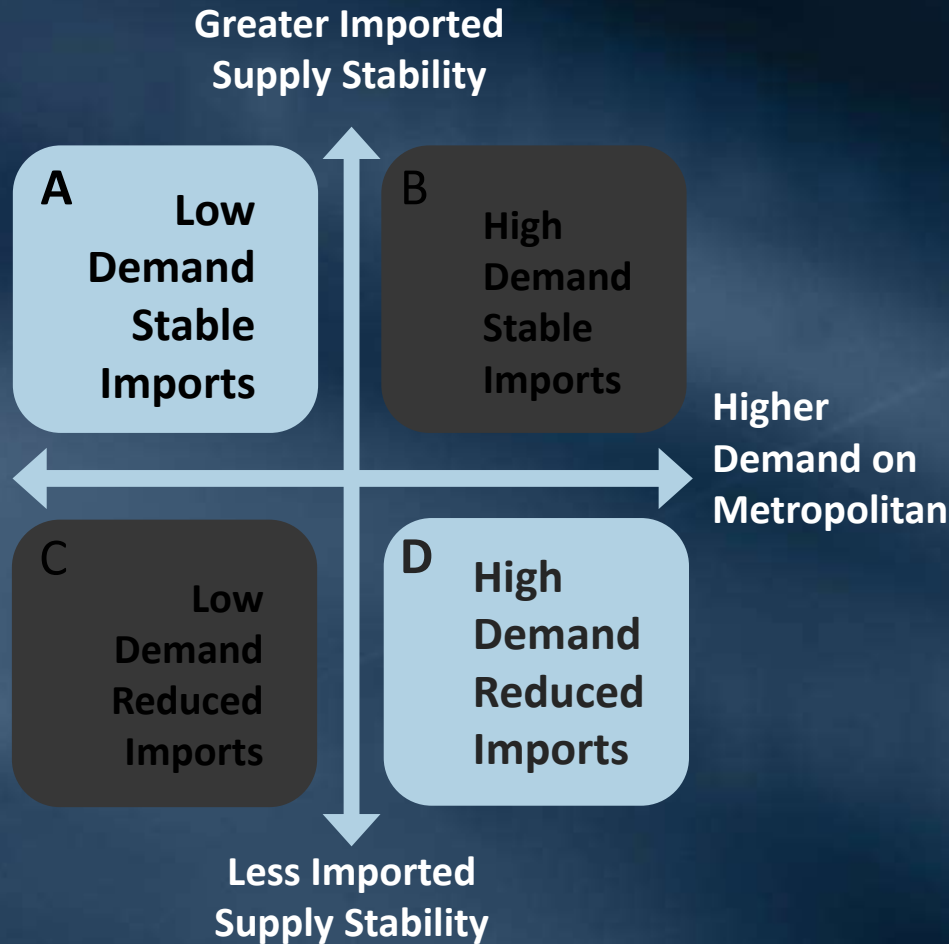 Greater Imported
Supply Stability
A
Low
Demand
Stable
Imports
B
High
Demand
Stable
Imports
Higher
Demand on
Metropolitan
C
Low
Demand
Reduced
Imports
D
High
Demand
Reduced
Imports
Less Imported
Supply Stability